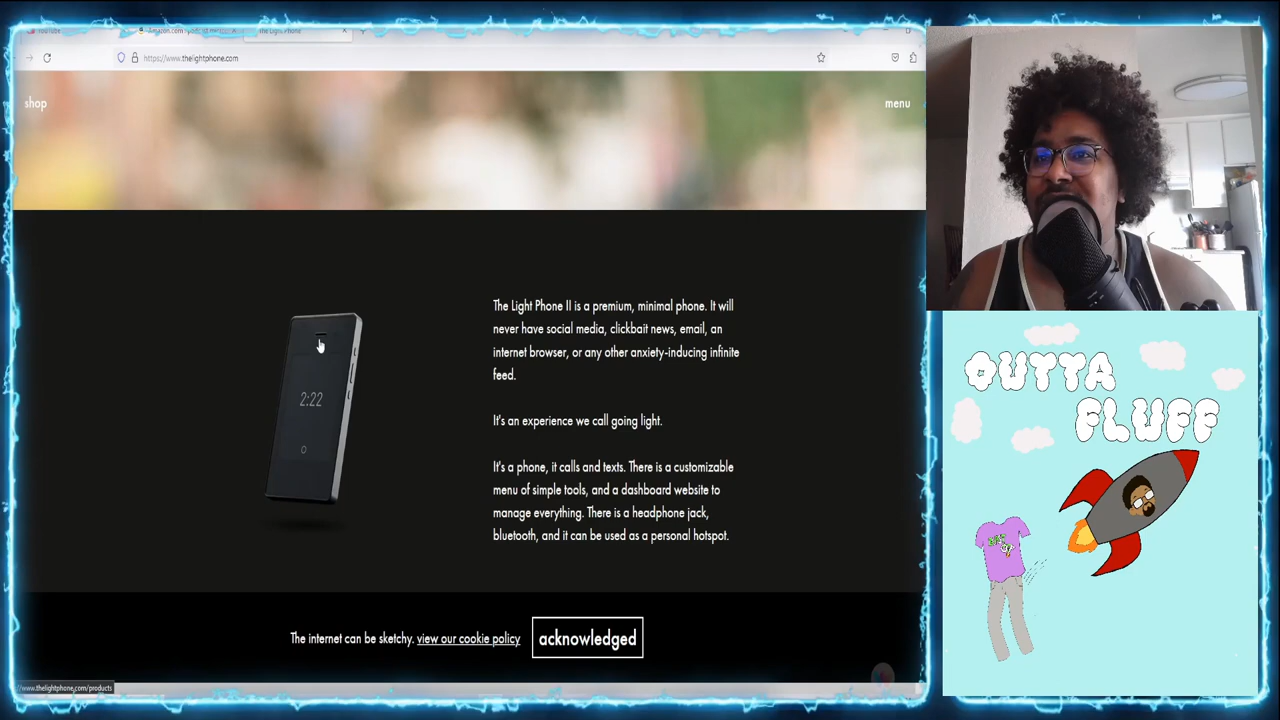 https://www.thelightphone.com
shop
menu
The Light Phone II is a premium, minimal phone. It will
never have social media, clickbait news, email, an
internet browser, or any other anxiety-inducing infinite
feed.
It's an experience we call going light.
It's a phone, it calls and texts. There is a customizable
menu of simple tools, and a dashboard website to
manage everything. There is a headphone jack,
bluetooth, and it can be used as a personal hotspot.
2:22
The internet can be sketchy. view our cookie policy
acknowledged
www.thelightphone.com/products
OUTTA
FLUFF